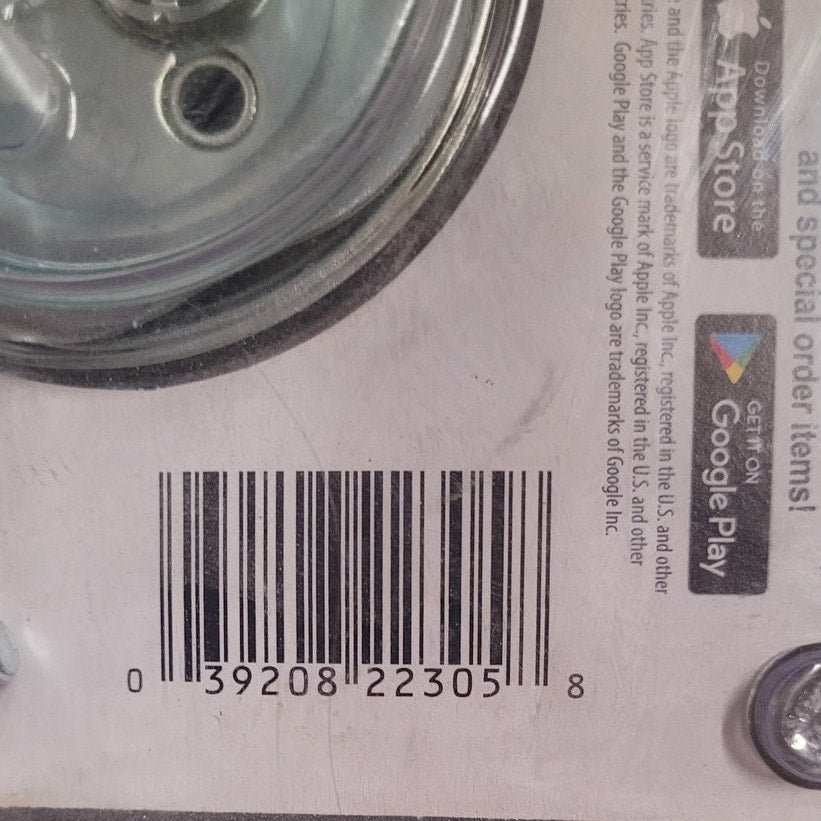 and special order items!
Download on the
App Store
GET IT ON
Google Play
and the Apple logo are trademarks of Apple Inc., registered in the U.S. and other
App Store is a service mark of Apple Inc., registered in the U.S. and other
Google Play and the Google Play logo are trademarks of Google Inc.
0 39208 22305 8